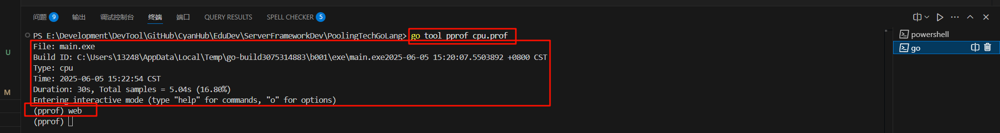 问题 9 输出 调试控制台 终端 端口 QUERY RESULTS SPELL CHECKER 5
PS E:\Development\DevTool\GitHub\CyanHub\EduDev\ServerFrameworkDev\PoolingTechGoLang> go tool pprof cpu.prof
File: main.exe
Build ID: C:\Users\13248\AppData\Local\Temp\go-build3075314883\b001\exe\main.exe2025-06-05 15:20:07.5503892 +0800 CST
Type: cpu
Time: 2025-06-05 15:22:54 CST
Duration: 30s, Total samples = 5.04s (16.80%)
Entering interactive mode (type "help" for commands, "o" for options)
(pprof) web
(pprof)
powershell
go
U
M